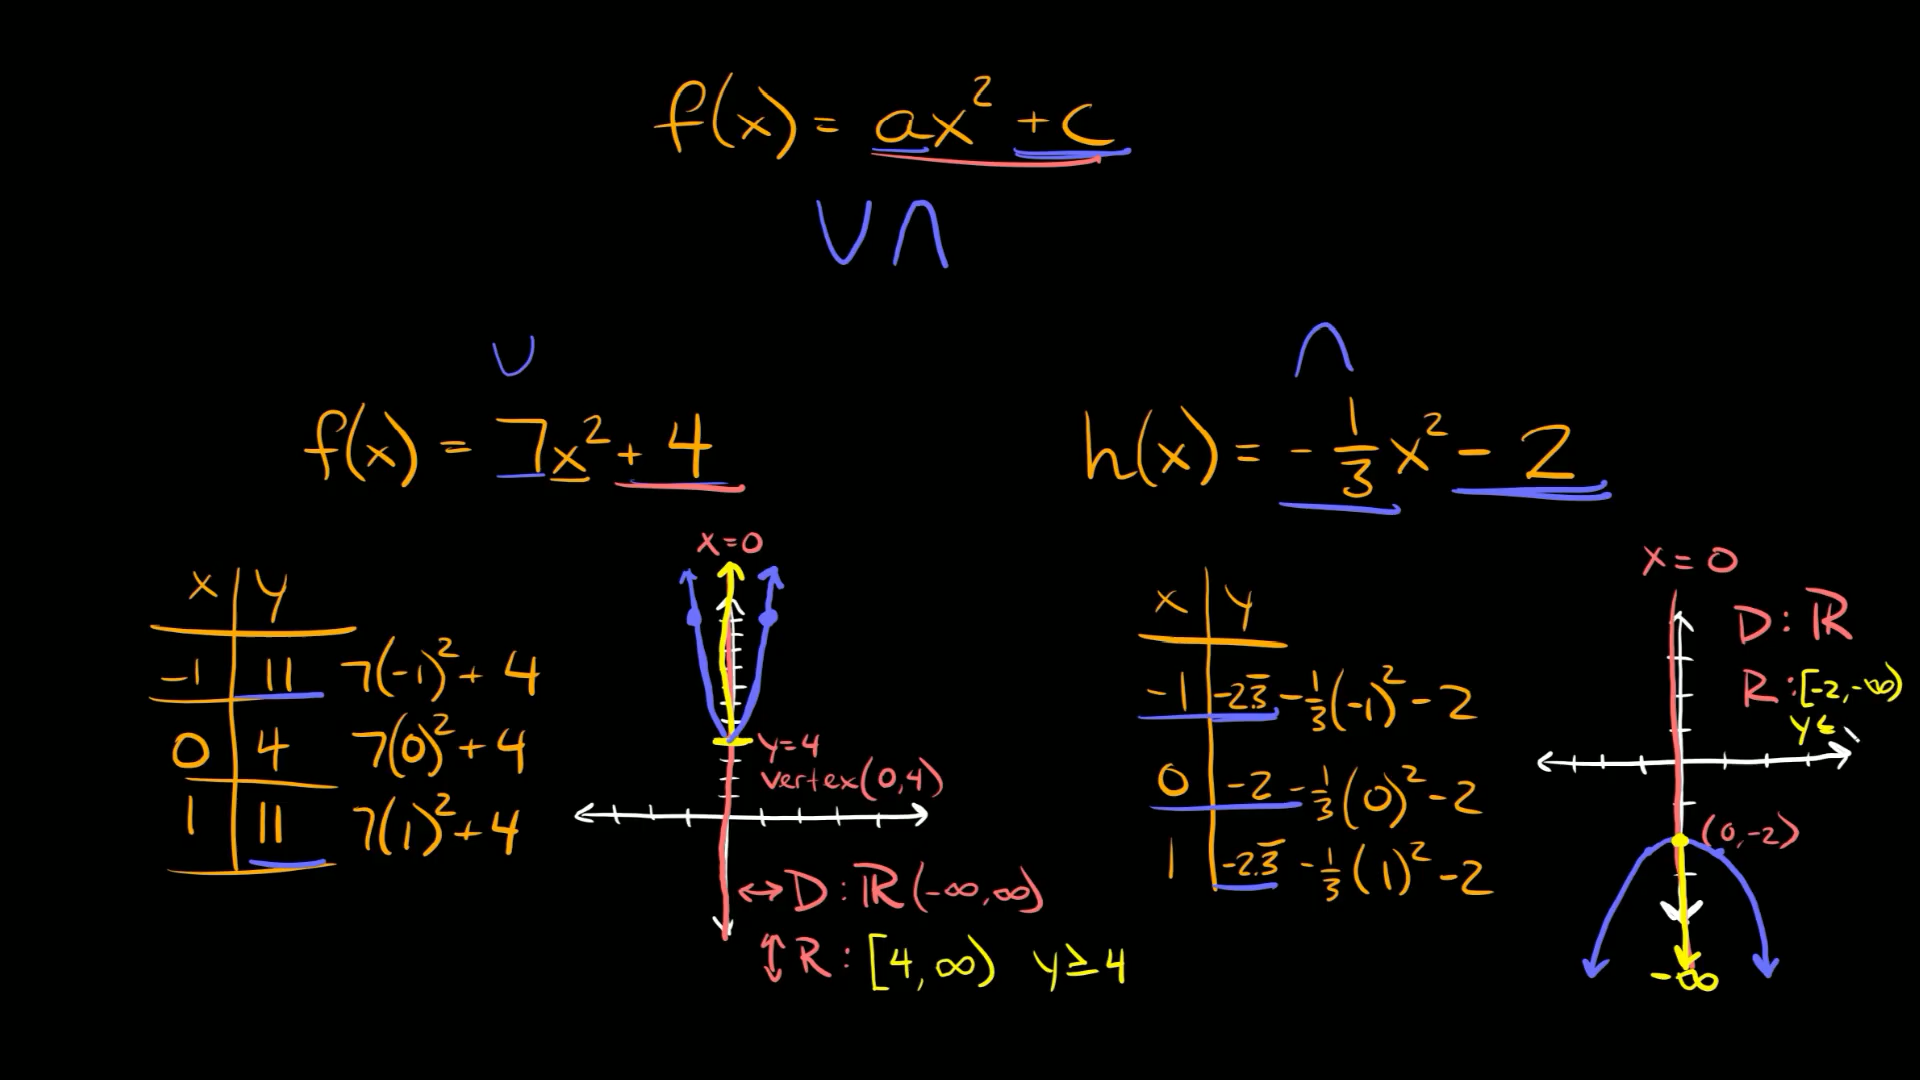 f(x) = ax² + c
f(x) = 7x² + 4
x y
-1 11 7(-1)² + 4
0 4 7(0)² + 4
1 11 7(1)² + 4
x=0
y=4
vertex(0,4)
↔ D: ℝ (-∞,∞)
↕ R: [4,∞) y≥4
h(x) = -1/3x² - 2
x y
-1 -2.3̅ -1/3(-1)² - 2
0 -2 -1/3(0)² - 2
1 -2.3̅ -1/3(1)² - 2
x = 0
D: ℝ
R: [-2,-∞)
y ≤
(0,-2)
-∞